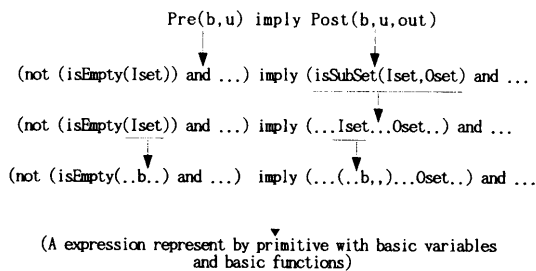 Pre(b,u) imply Post(b,u,out)
(not (isEmpty(Iset)) and ...) imply (isSubSet(Iset,Oset) and ...
(not (isEmpty(Iset)) and ...) imply (...Iset...Oset..) and ...
(not (isEmpty(..b..) and ...) imply (...(..b,,)...Oset..) and ...
(A expression represent by primitive with basic variables
and basic functions)